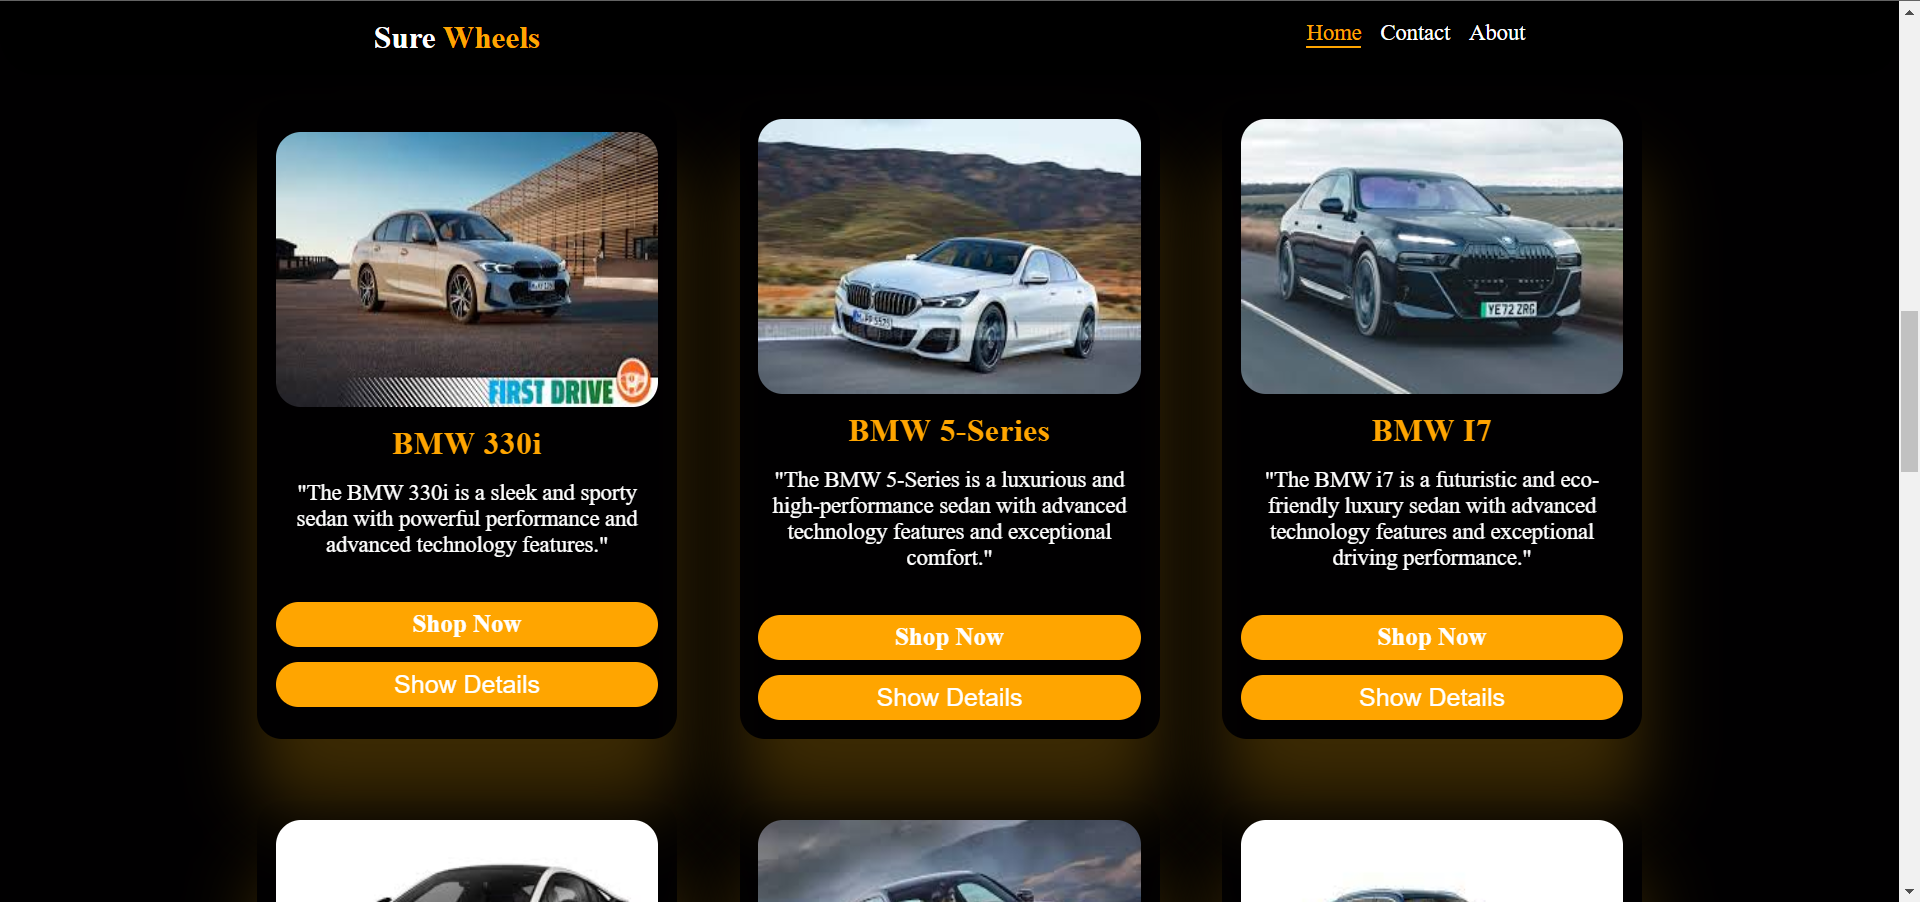 Sure Wheels
Home Contact About
FIRST DRIVE
BMW 330i
"The BMW 330i is a sleek and sporty
sedan with powerful performance and
advanced technology features."
Shop Now
Show Details
BMW 5-Series
"The BMW 5-Series is a luxurious and
high-performance sedan with advanced
technology features and exceptional
comfort."
Shop Now
Show Details
YE72 ZRG
BMW I7
"The BMW i7 is a futuristic and eco-
friendly luxury sedan with advanced
technology features and exceptional
driving performance."
Shop Now
Show Details